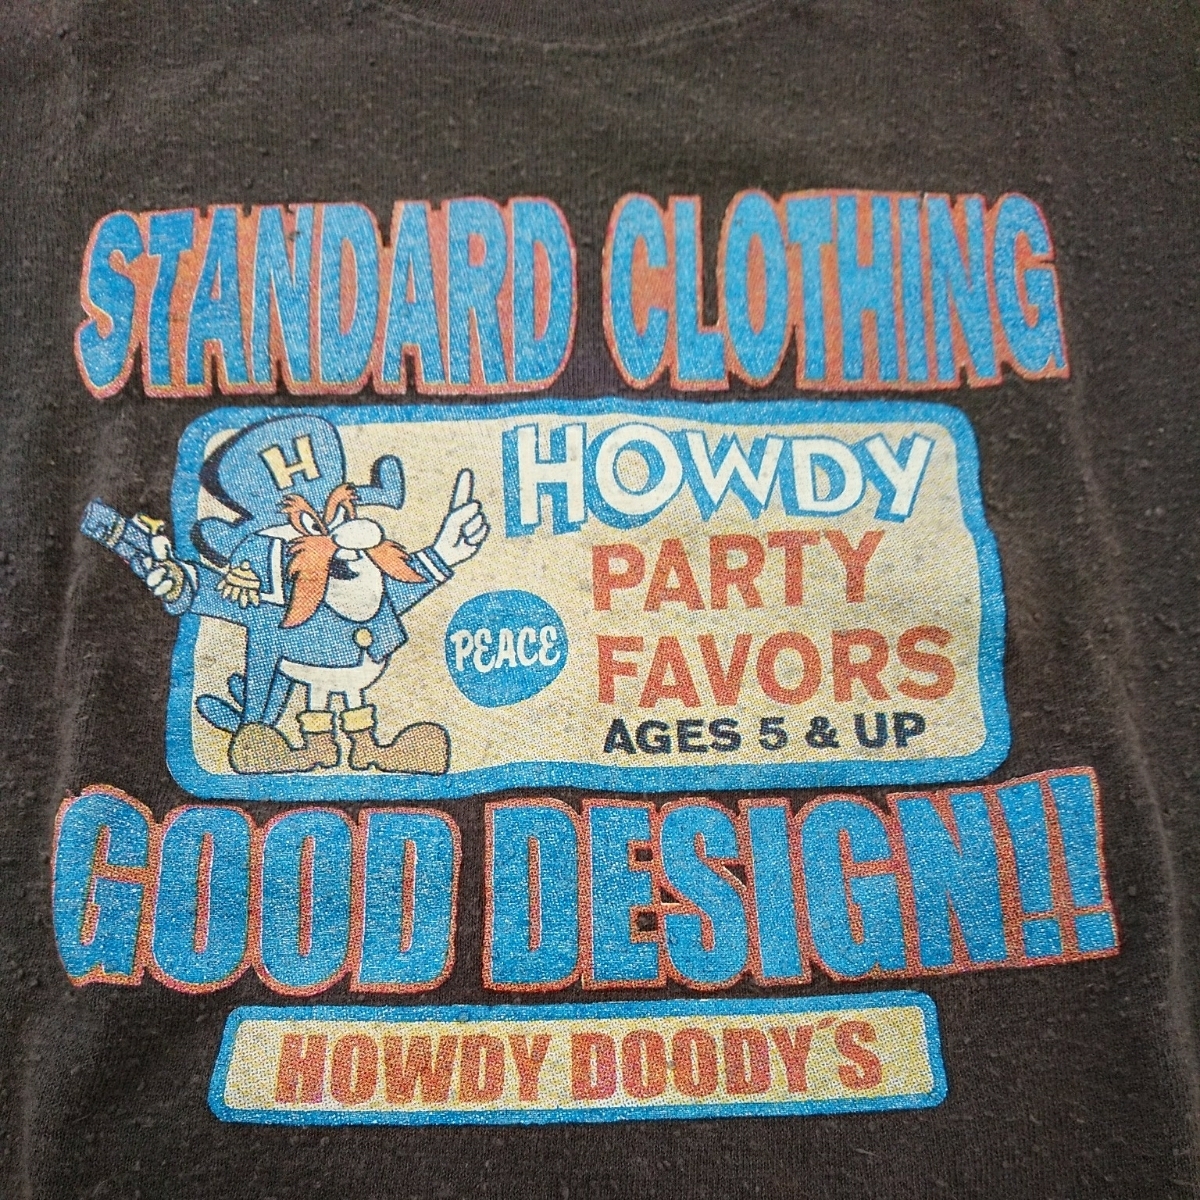 STANDARD CLOTHING
H
HOWDY
PARTY
FAVORS
PEACE
AGES 5 & UP
GOOD DESIGN!!
HOWDY DOODY´S